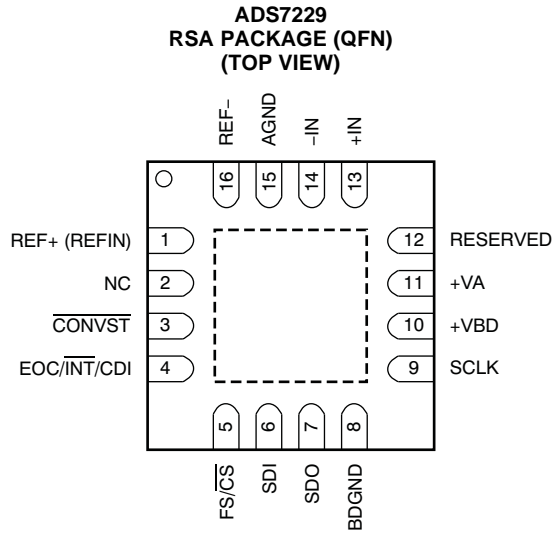 ADS7229
RSA PACKAGE (QFN)
(TOP VIEW)
REF−
AGND
−IN
+IN
16
15
14
13
REF+ (REFIN) 1
12 RESERVED
NC 2
11 +VA
CONVST 3
10 +VBD
EOC/INT/CDI 4
9 SCLK
5
6
7
8
FS/CS
SDI
SDO
BDGND